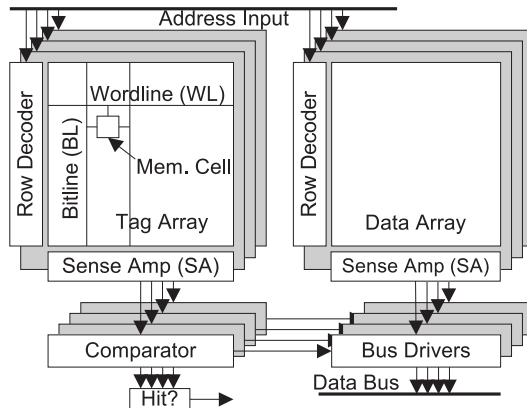 Address Input
Row Decoder
Wordline (WL)
Bitline (BL)
Mem. Cell
Tag Array
Sense Amp (SA)
Comparator
Hit?
Row Decoder
Data Array
Sense Amp (SA)
Bus Drivers
Data Bus